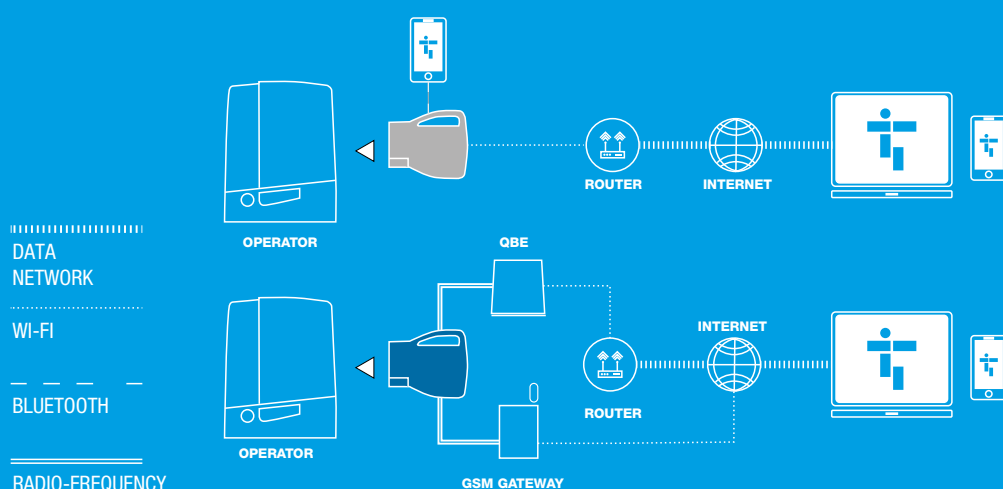 ROUTER
INTERNET
OPERATOR
QBE
DATA
NETWORK
WI-FI
INTERNET
BLUETOOTH
ROUTER
OPERATOR
RADIO-FREQUENCY
GSM GATEWAY